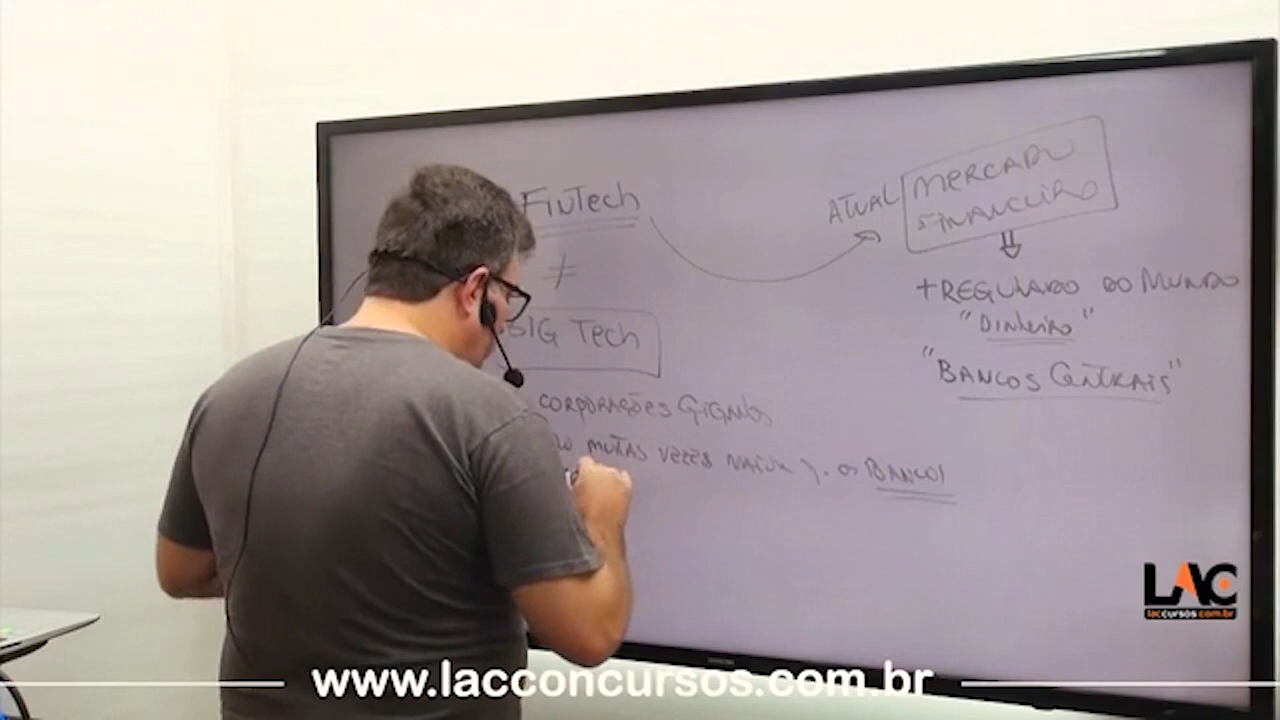 FinTech
≠
BIG Tech
CORPORAÇÕES GIGANTES
MUITAS VEZES MAIOR os BANCOS
ATUAL
MERCADO
FINANCEIRO
+ REGULADO DO MUNDO
"Dinheiro"
"BANCOS CENTRAIS"
LAC
laccursos.com.br
www.lacconcursos.com.br